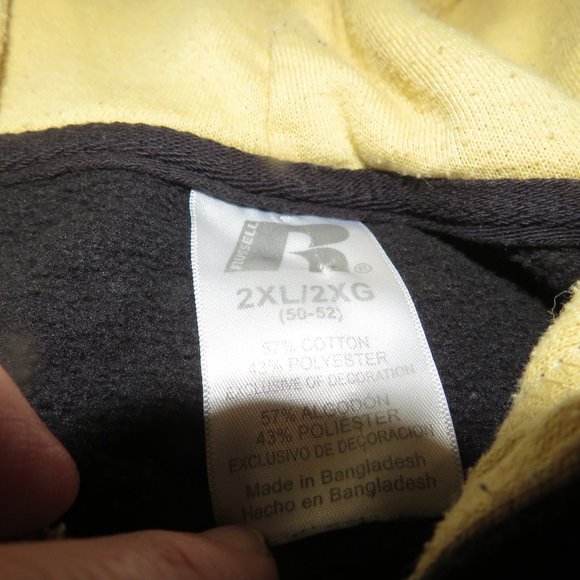 RUSSELL
R ®
2XL/2XG
(50-52)
57% COTTON
43% POLYESTER
EXCLUSIVE OF DECORATION
57% ALGODON
43% POLIESTER
EXCLUSIVO DE DECORACION
Made in Bangladesh
Hecho en Bangladesh